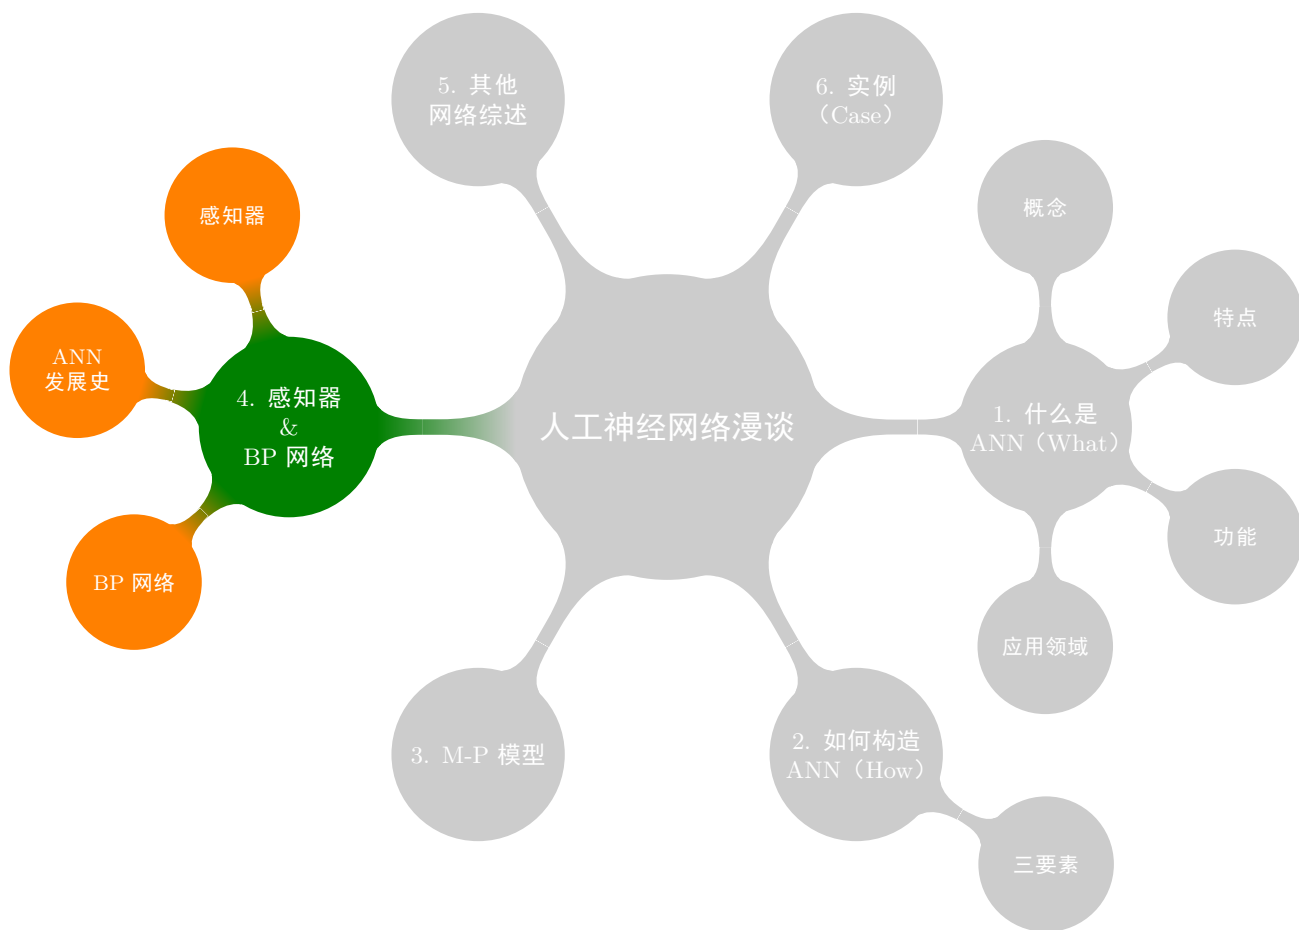 人工神经网络漫谈
1. 什么是
ANN（What）
概念
特点
功能
应用领域
2. 如何构造
ANN（How）
三要素
3. M-P 模型
4. 感知器
&
BP 网络
感知器
ANN
发展史
BP 网络
5. 其他
网络综述
6. 实例
（Case）